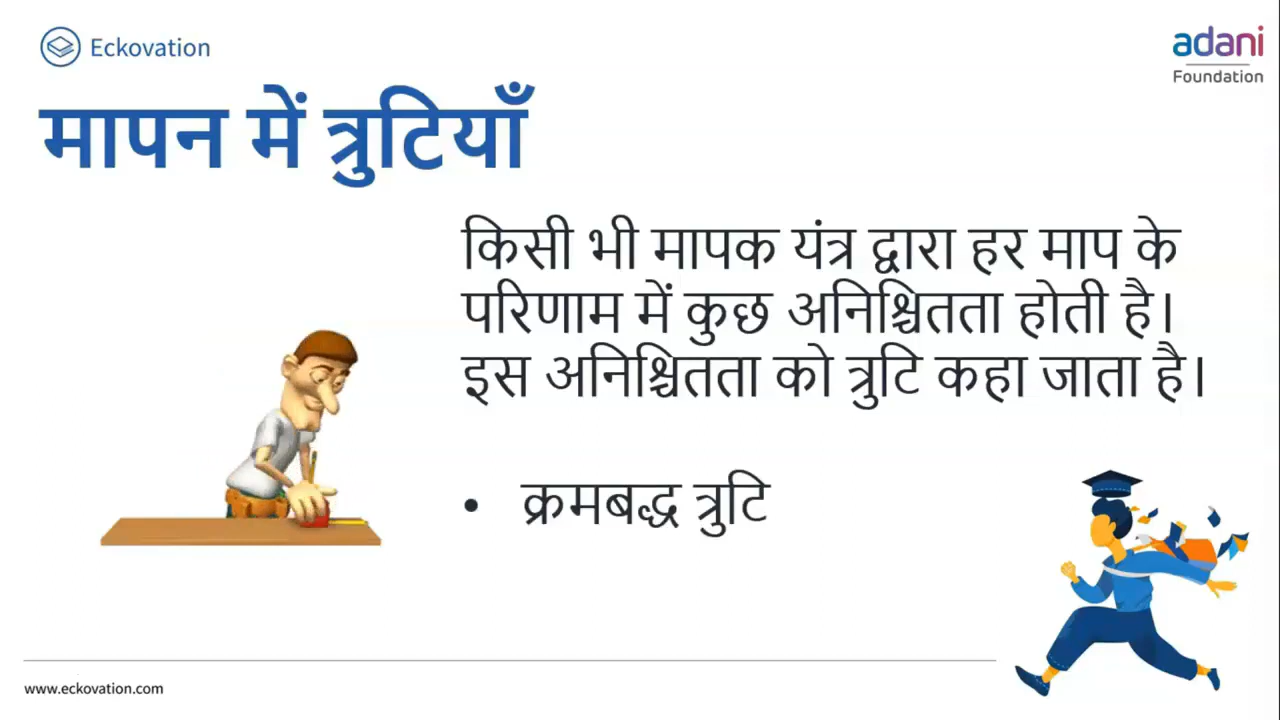 Eckovation
adani
Foundation
मापन में त्रुटियाँ
किसी भी मापक यंत्र द्वारा हर माप के
परिणाम में कुछ अनिश्चितता होती है।
इस अनिश्चितता को त्रुटि कहा जाता है।
• क्रमबद्ध त्रुटि
www.eckovation.com